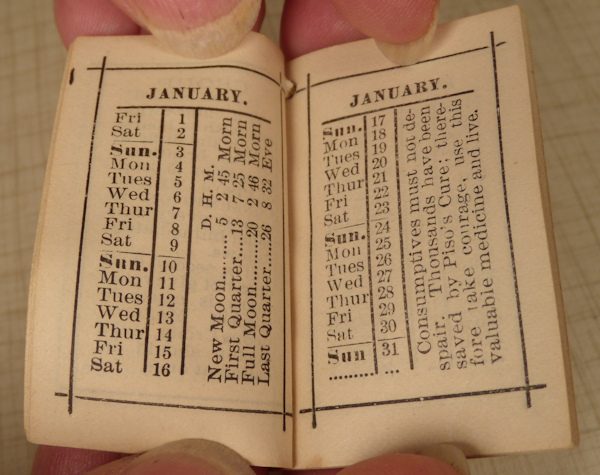 JANUARY.
Fri 1
Sat 2
Sun. 3
Mon 4
Tues 5
Wed 6
Thur 7
Fri 8
Sat 9
Sun. 10
Mon 11
Tues 12
Wed 13
Thur 14
Fri 15
Sat 16
D. H. M.
New Moon........5 2 45 Morn
First Quarter....13 7 25 Morn
Full Moon.........20 2 46 Morn
Last Quarter.....26 8 32 Eve
JANUARY.
Sun. 17
Mon 18
Tues 19
Wed 20
Thur 21
Fri 22
Sat 23
Sun. 24
Mon 25
Tues 26
Wed 27
Thur 28
Fri 29
Sat 30
Sun 31
.......... ...
Consumptives must not de-
spair. Thousands have been
saved by Piso's Cure; there-
fore take courage, use this
valuable medicine and live.